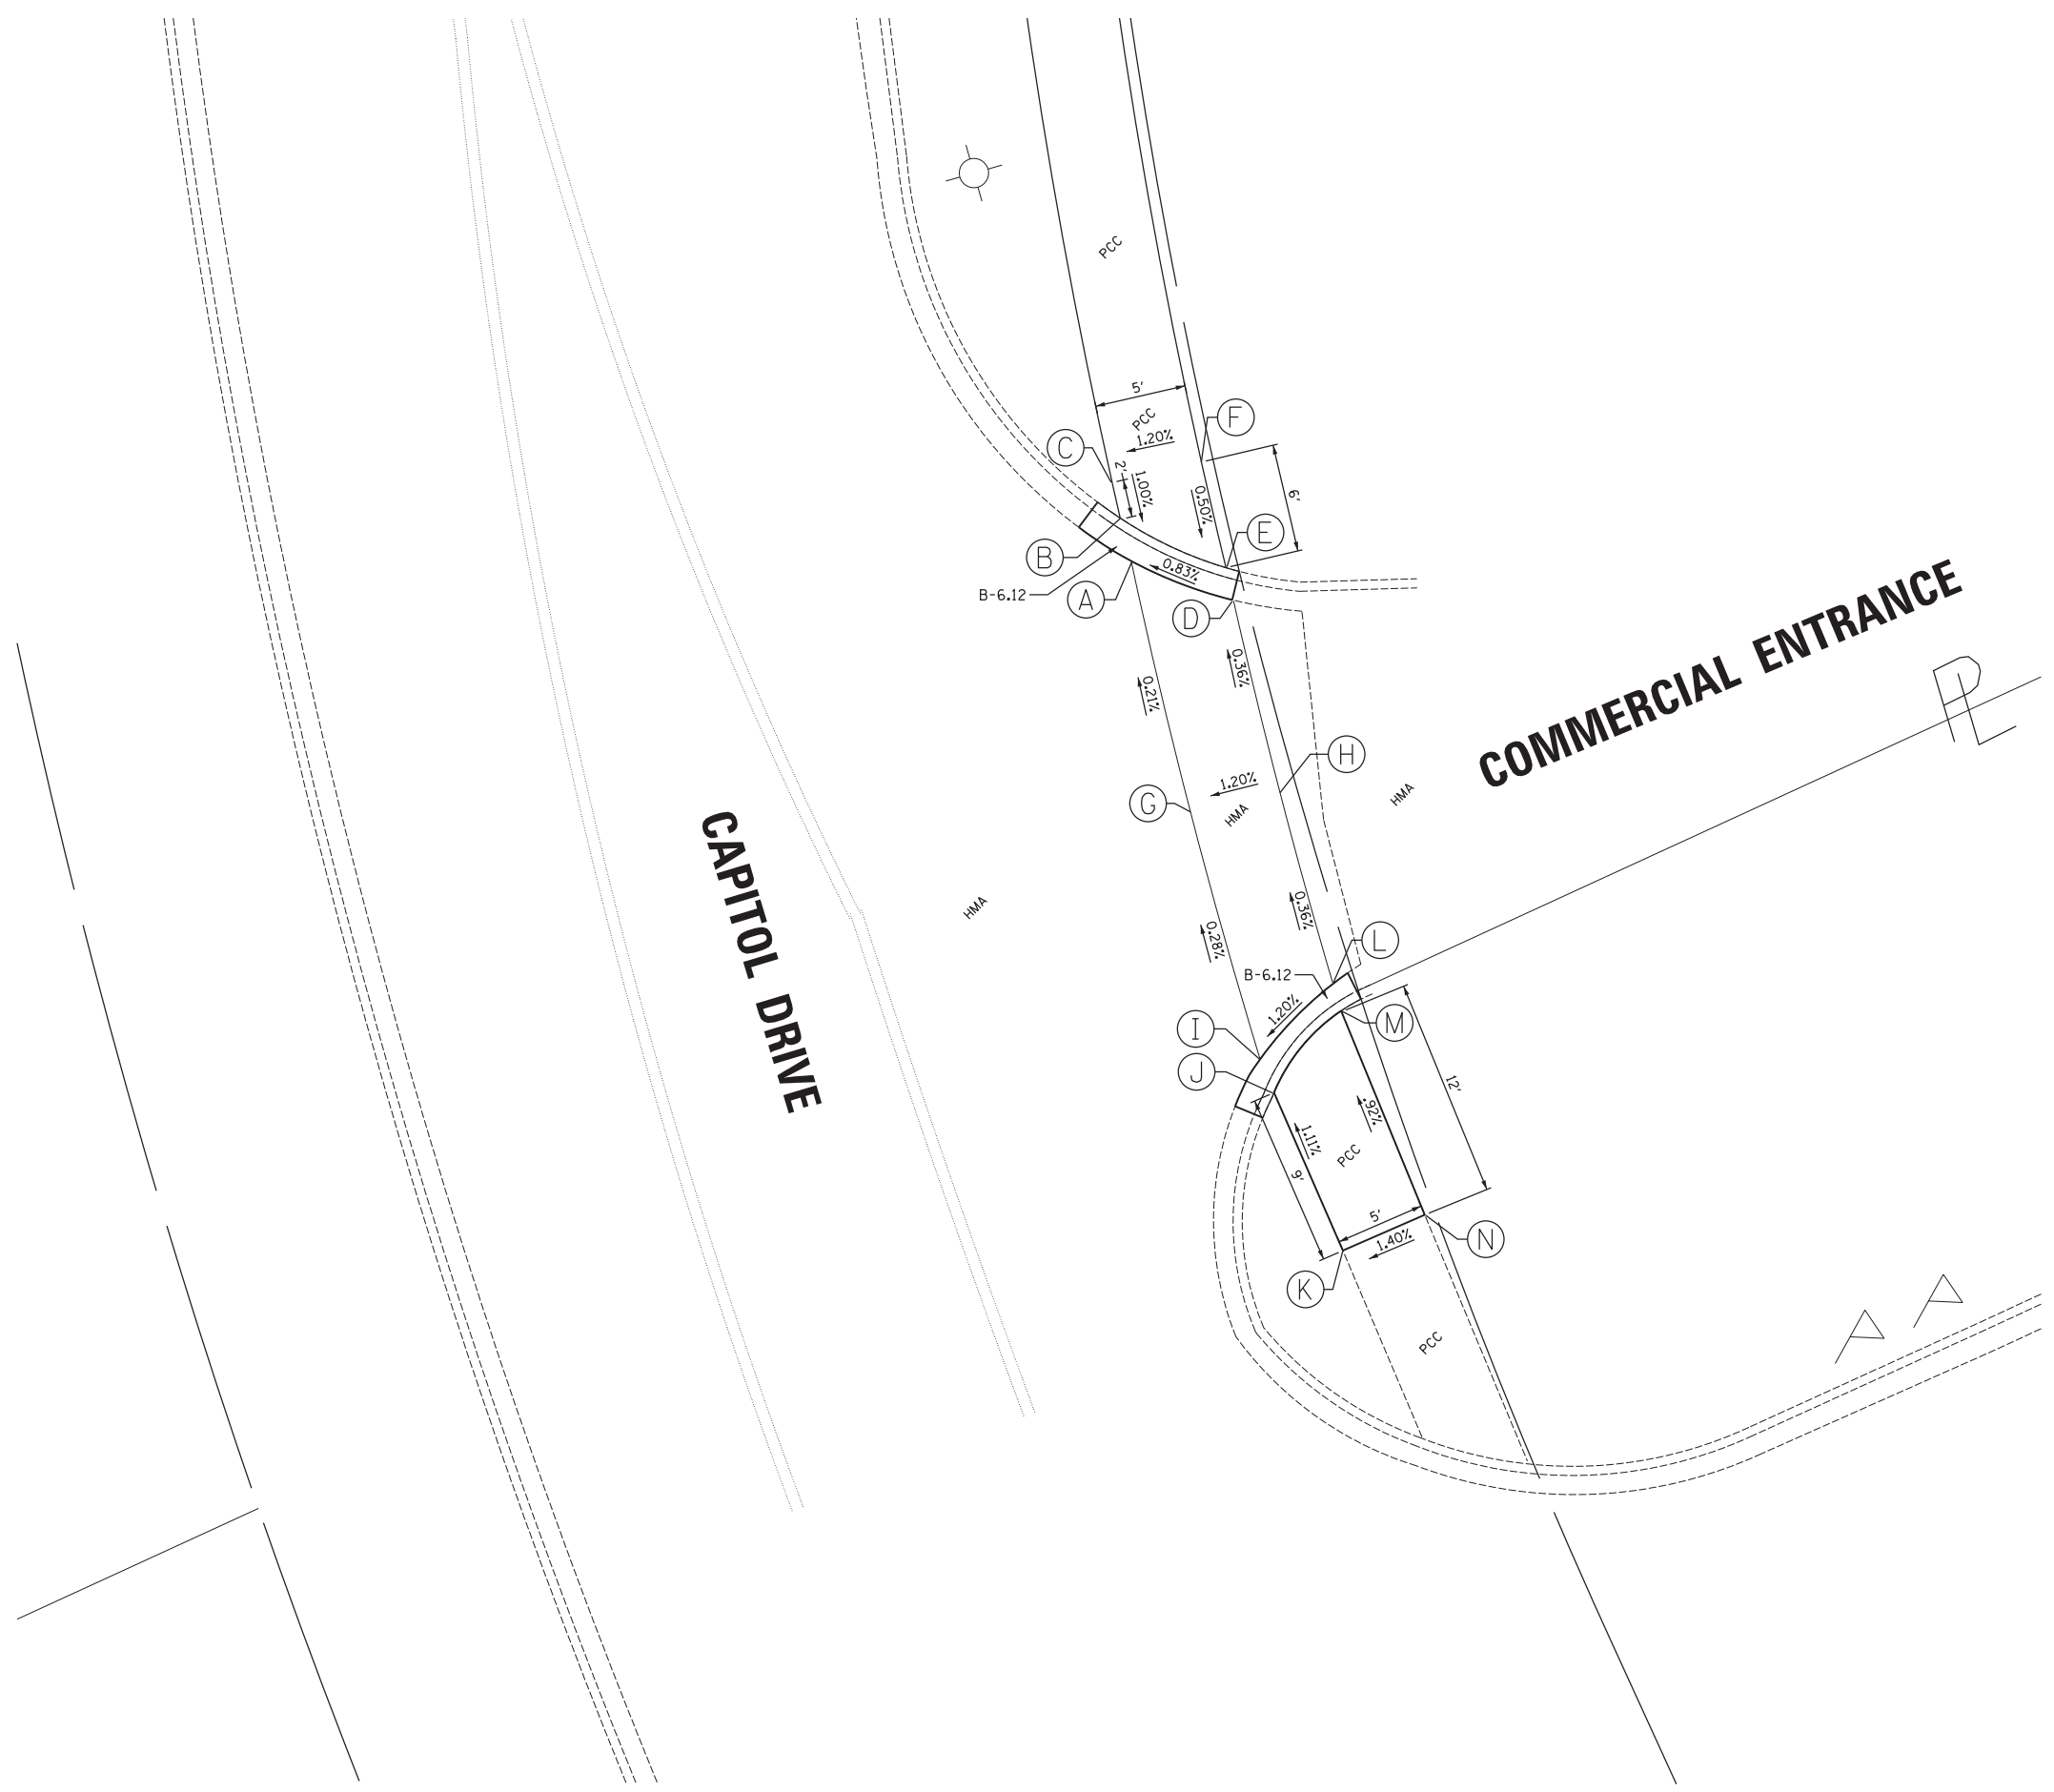 PCC
5'
PCC
1.20%
F
C
2'
1.00%
0.50%
6'
E
B
0.83%
B-6.12
A
D
COMMERCIAL ENTRANCE
PL
0.36%
0.21%
H
1.20%
G
HMA
HMA
CAPITOL DRIVE
HMA
0.36%
0.28%
L
B-6.12
1.20%
I
M
J
12'
.92%
1.11%
PCC
9'
5'
1.40%
N
K
PCC